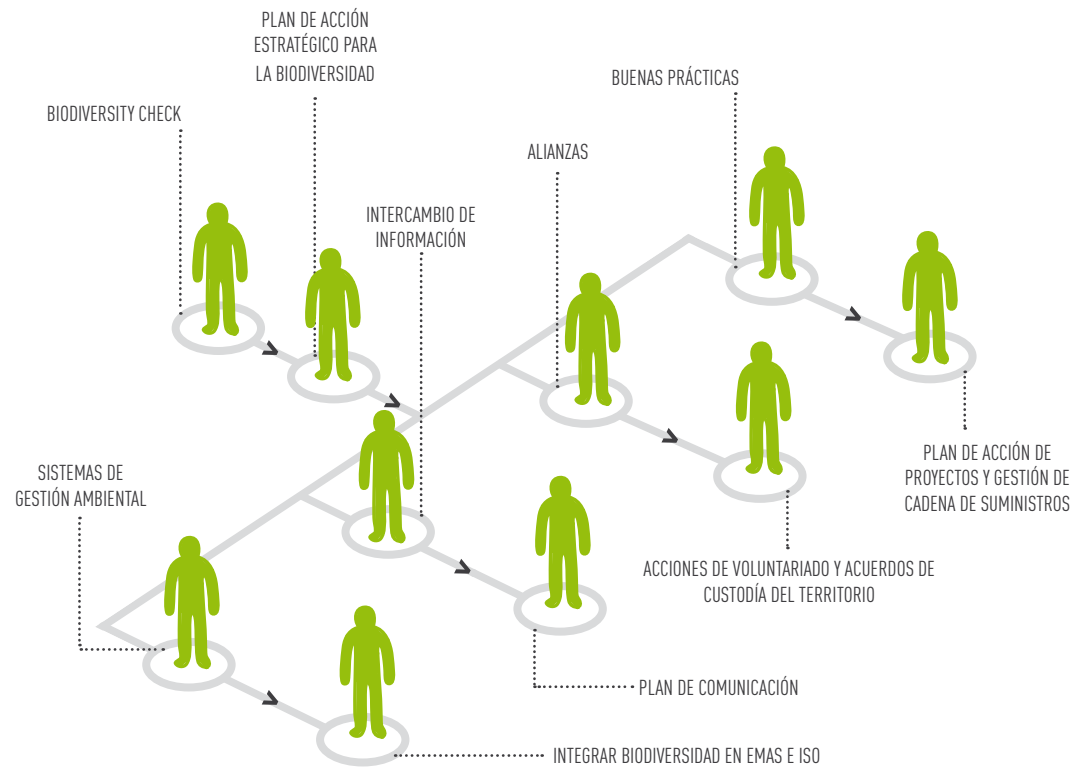 PLAN DE ACCIÓN
ESTRATÉGICO PARA
LA BIODIVERSIDAD
BIODIVERSITY CHECK
BUENAS PRÁCTICAS
ALIANZAS
INTERCAMBIO DE
INFORMACIÓN
SISTEMAS DE
GESTIÓN AMBIENTAL
PLAN DE ACCIÓN DE
PROYECTOS Y GESTIÓN DE
CADENA DE SUMINISTROS
ACCIONES DE VOLUNTARIADO Y ACUERDOS DE
CUSTODÍA DEL TERRITORIO
PLAN DE COMUNICACIÓN
INTEGRAR BIODIVERSIDAD EN EMAS E ISO